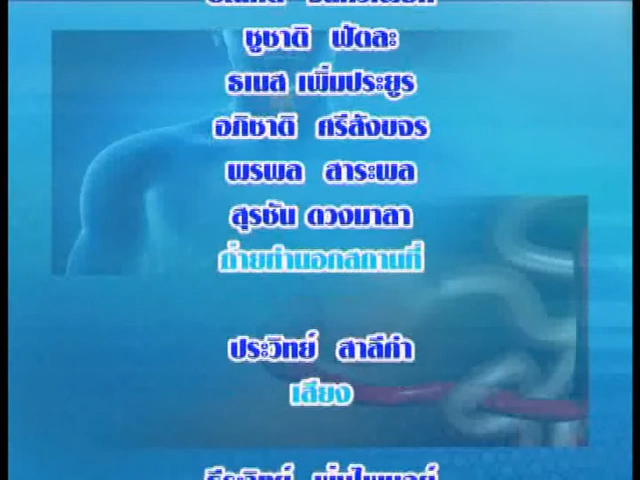 ชูชาติ ฟัดละ
ธเนส เพิ่มประยูร
อภิชาติ ศรีสังขจร
พรพล สาระพล
สุรชัน ดวงมาลา
ถ่ายทำนอกสถานที่
ประวิทย์ สาลีกำ
เสียง